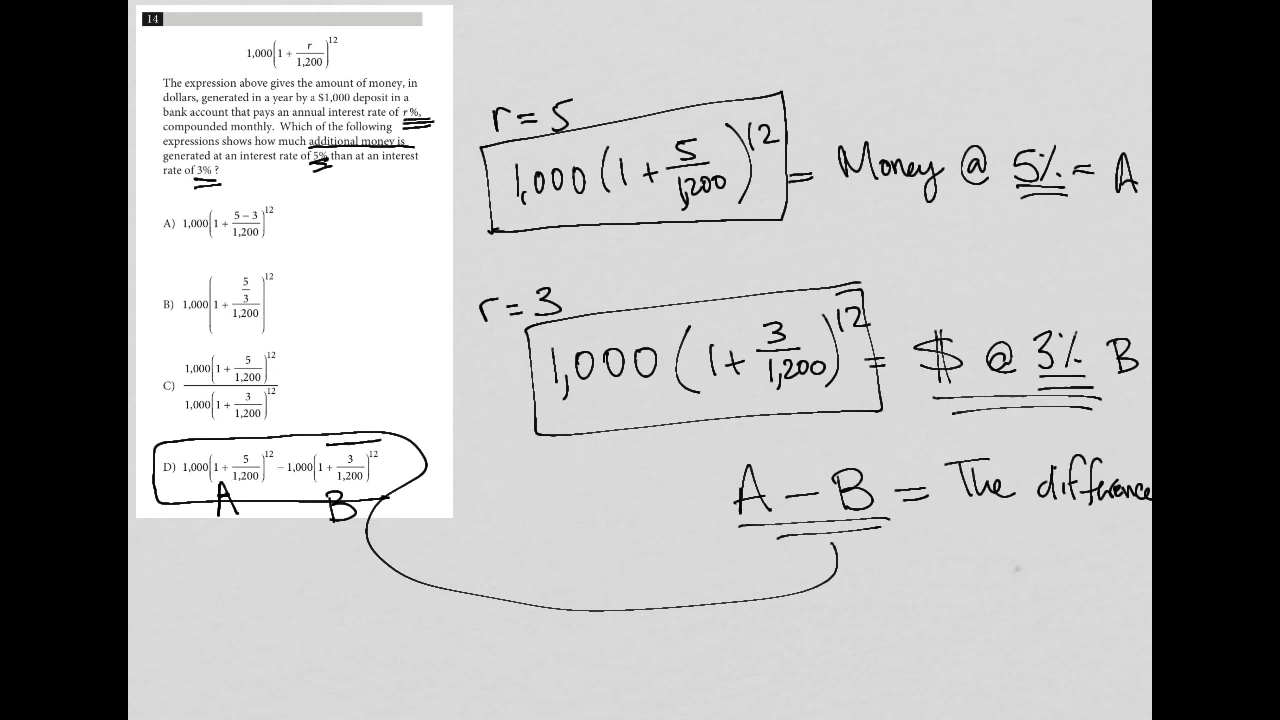 14
1,000(1 + r/1,200)^12
The expression above gives the amount of money, in
dollars, generated in a year by a $1,000 deposit in a
bank account that pays an annual interest rate of r%,
compounded monthly. Which of the following
expressions shows how much additional money is
generated at an interest rate of 5% than at an interest
rate of 3% ?
A) 1,000(1 + (5 − 3)/1,200)^12
B) 1,000(1 + (5/3)/1,200)^12
C) 1,000(1 + 5/1,200)^12 / 1,000(1 + 3/1,200)^12
D) 1,000(1 + 5/1,200)^12 − 1,000(1 + 3/1,200)^12
A B
r = 5
1,000(1 + 5/1,200)^12 = Money @ 5% = A
r = 3
1,000(1 + 3/1,200)^12 = $ @ 3% B
A − B = The difference